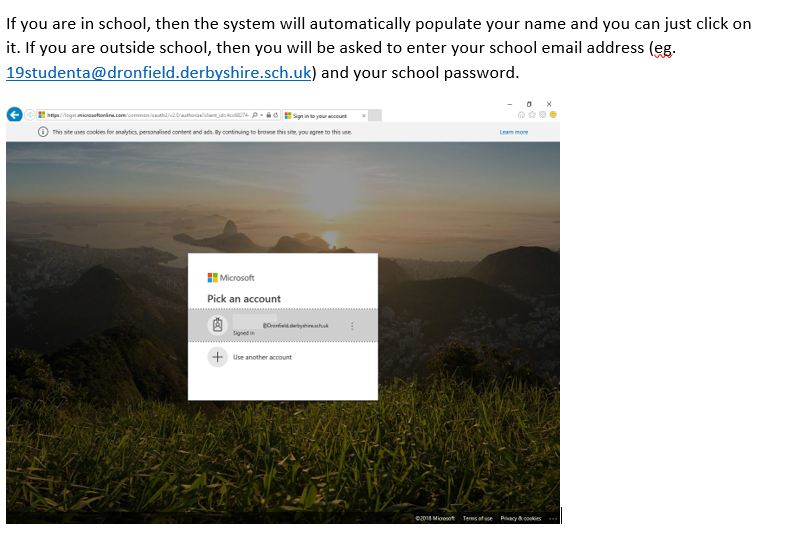 If you are in school, then the system will automatically populate your name and you can just click on
it. If you are outside school, then you will be asked to enter your school email address (eg.
19studenta@dronfield.derbyshire.sch.uk) and your school password.
Sign in to your account
This site uses cookies for analytics, personalised content and ads. By continuing to browse this site, you agree to this use.
Learn more
Microsoft
Pick an account
@Dronfield.derbyshire.sch.uk
Signed in
Use another account
©2018 Microsoft Terms of use Privacy & cookies